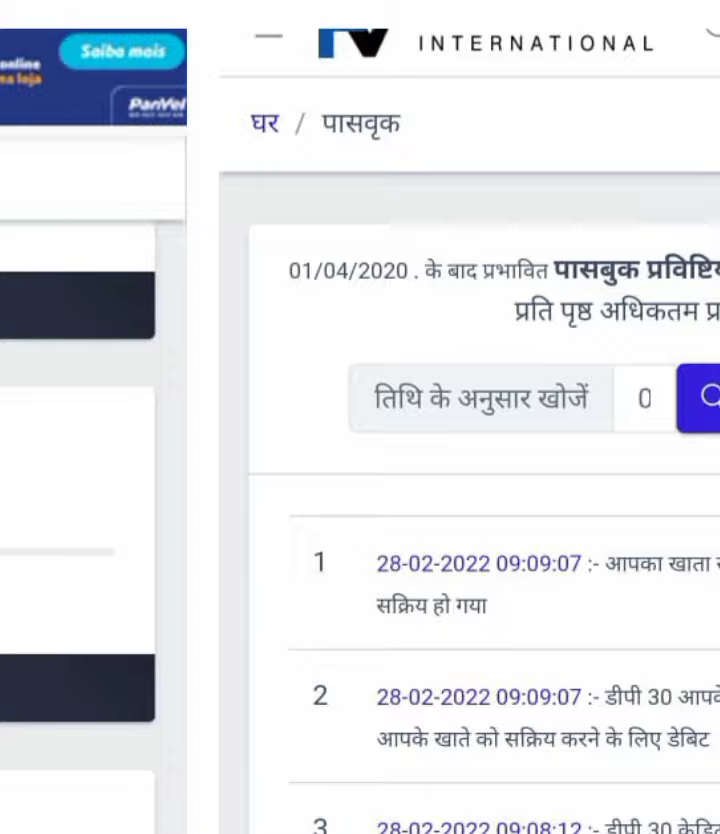 online
na loja
Saiba mais
PanVel
INTERNATIONAL
घर / पासवृक
01/04/2020 . के बाद प्रभावित पासबुक
प्रति पृष्ठ अधिकतम
तिथि के अनुसार खोजें 0
1 28-02-2022 09:09:07 :- आपका खाता
सक्रिय हो गया
2 28-02-2022 09:09:07 :- डीपी 30
आपके खाते को सक्रिय करने के लिए डेबिट
3 28-02-2022 09:08:12 :- डीपी 30